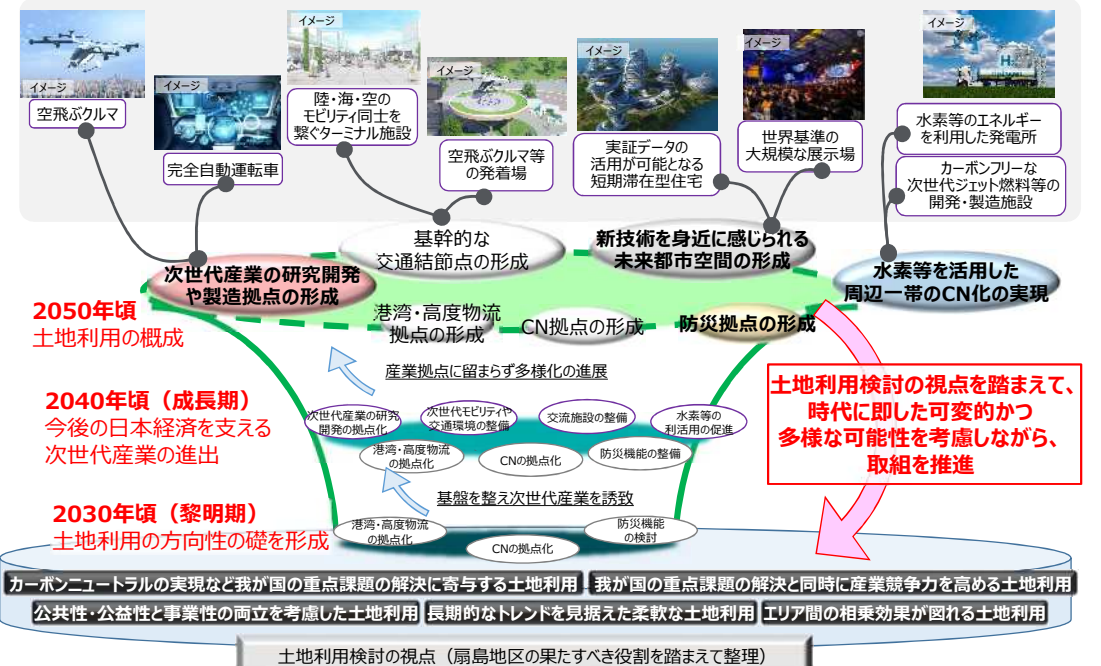 イメージ
空飛ぶクルマ
イメージ
完全自動運転車
イメージ
陸・海・空の
モビリティ同士を
繋ぐターミナル施設
イメージ
空飛ぶクルマ等
の発着場
イメージ
実証データの
活用が可能となる
短期滞在型住宅
イメージ
世界基準の
大規模な展示場
イメージ
水素等のエネルギー
を利用した発電所
カーボンフリーな
次世代ジェット燃料等の
開発・製造施設
次世代産業の研究開発
や製造拠点の形成
基幹的な
交通結節点の形成
新技術を身近に感じられる
未来都市空間の形成
水素等を活用した
周辺一帯のCN化の実現
港湾・高度物流
拠点の形成
CN拠点の形成
防災拠点の形成
2050年頃
土地利用の概成
産業拠点に留まらず多様化の進展
2040年頃（成長期）
今後の日本経済を支える
次世代産業の進出
次世代産業の研究
開発の拠点化
次世代モビリティや
交通環境の整備
交流施設の整備
水素等の
利活用の促進
港湾・高度物流
の拠点化
CNの拠点化
防災機能の整備
基盤を整え次世代産業を誘致
2030年頃（黎明期）
土地利用の方向性の礎を形成
港湾・高度物流
の拠点化
CNの拠点化
防災機能
の検討
土地利用検討の視点を踏まえて、
時代に即した可変的かつ
多様な可能性を考慮しながら、
取組を推進
カーボンニュートラルの実現など我が国の重点課題の解決に寄与する土地利用
我が国の重点課題の解決と同時に産業競争力を高める土地利用
公共性・公益性と事業性の両立を考慮した土地利用
長期的なトレンドを見据えた柔軟な土地利用
エリア間の相乗効果が図れる土地利用
土地利用検討の視点（扇島地区の果たすべき役割を踏まえて整理）
H₂